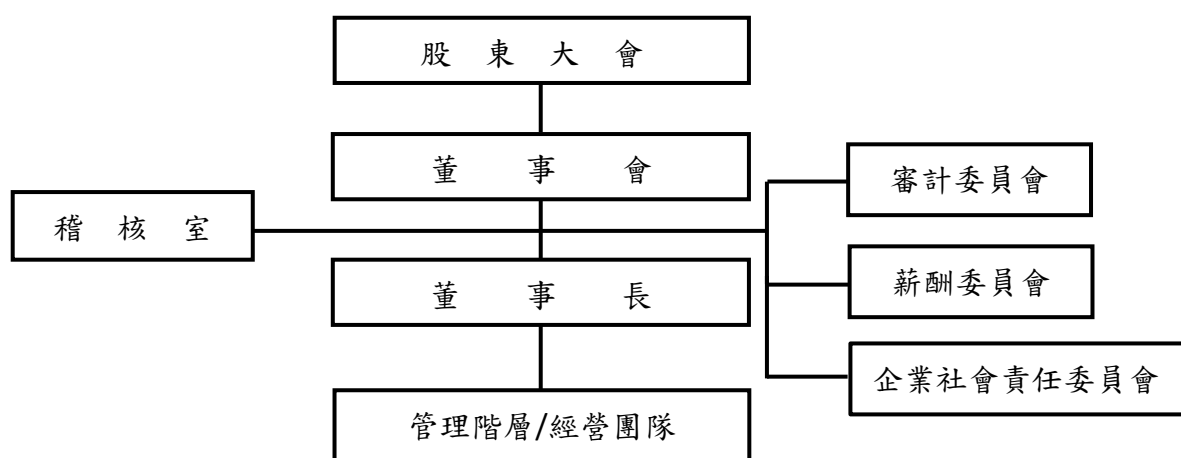 股東大會
董事會
審計委員會
稽核室
薪酬委員會
董事長
企業社會責任委員會
管理階層/經營團隊